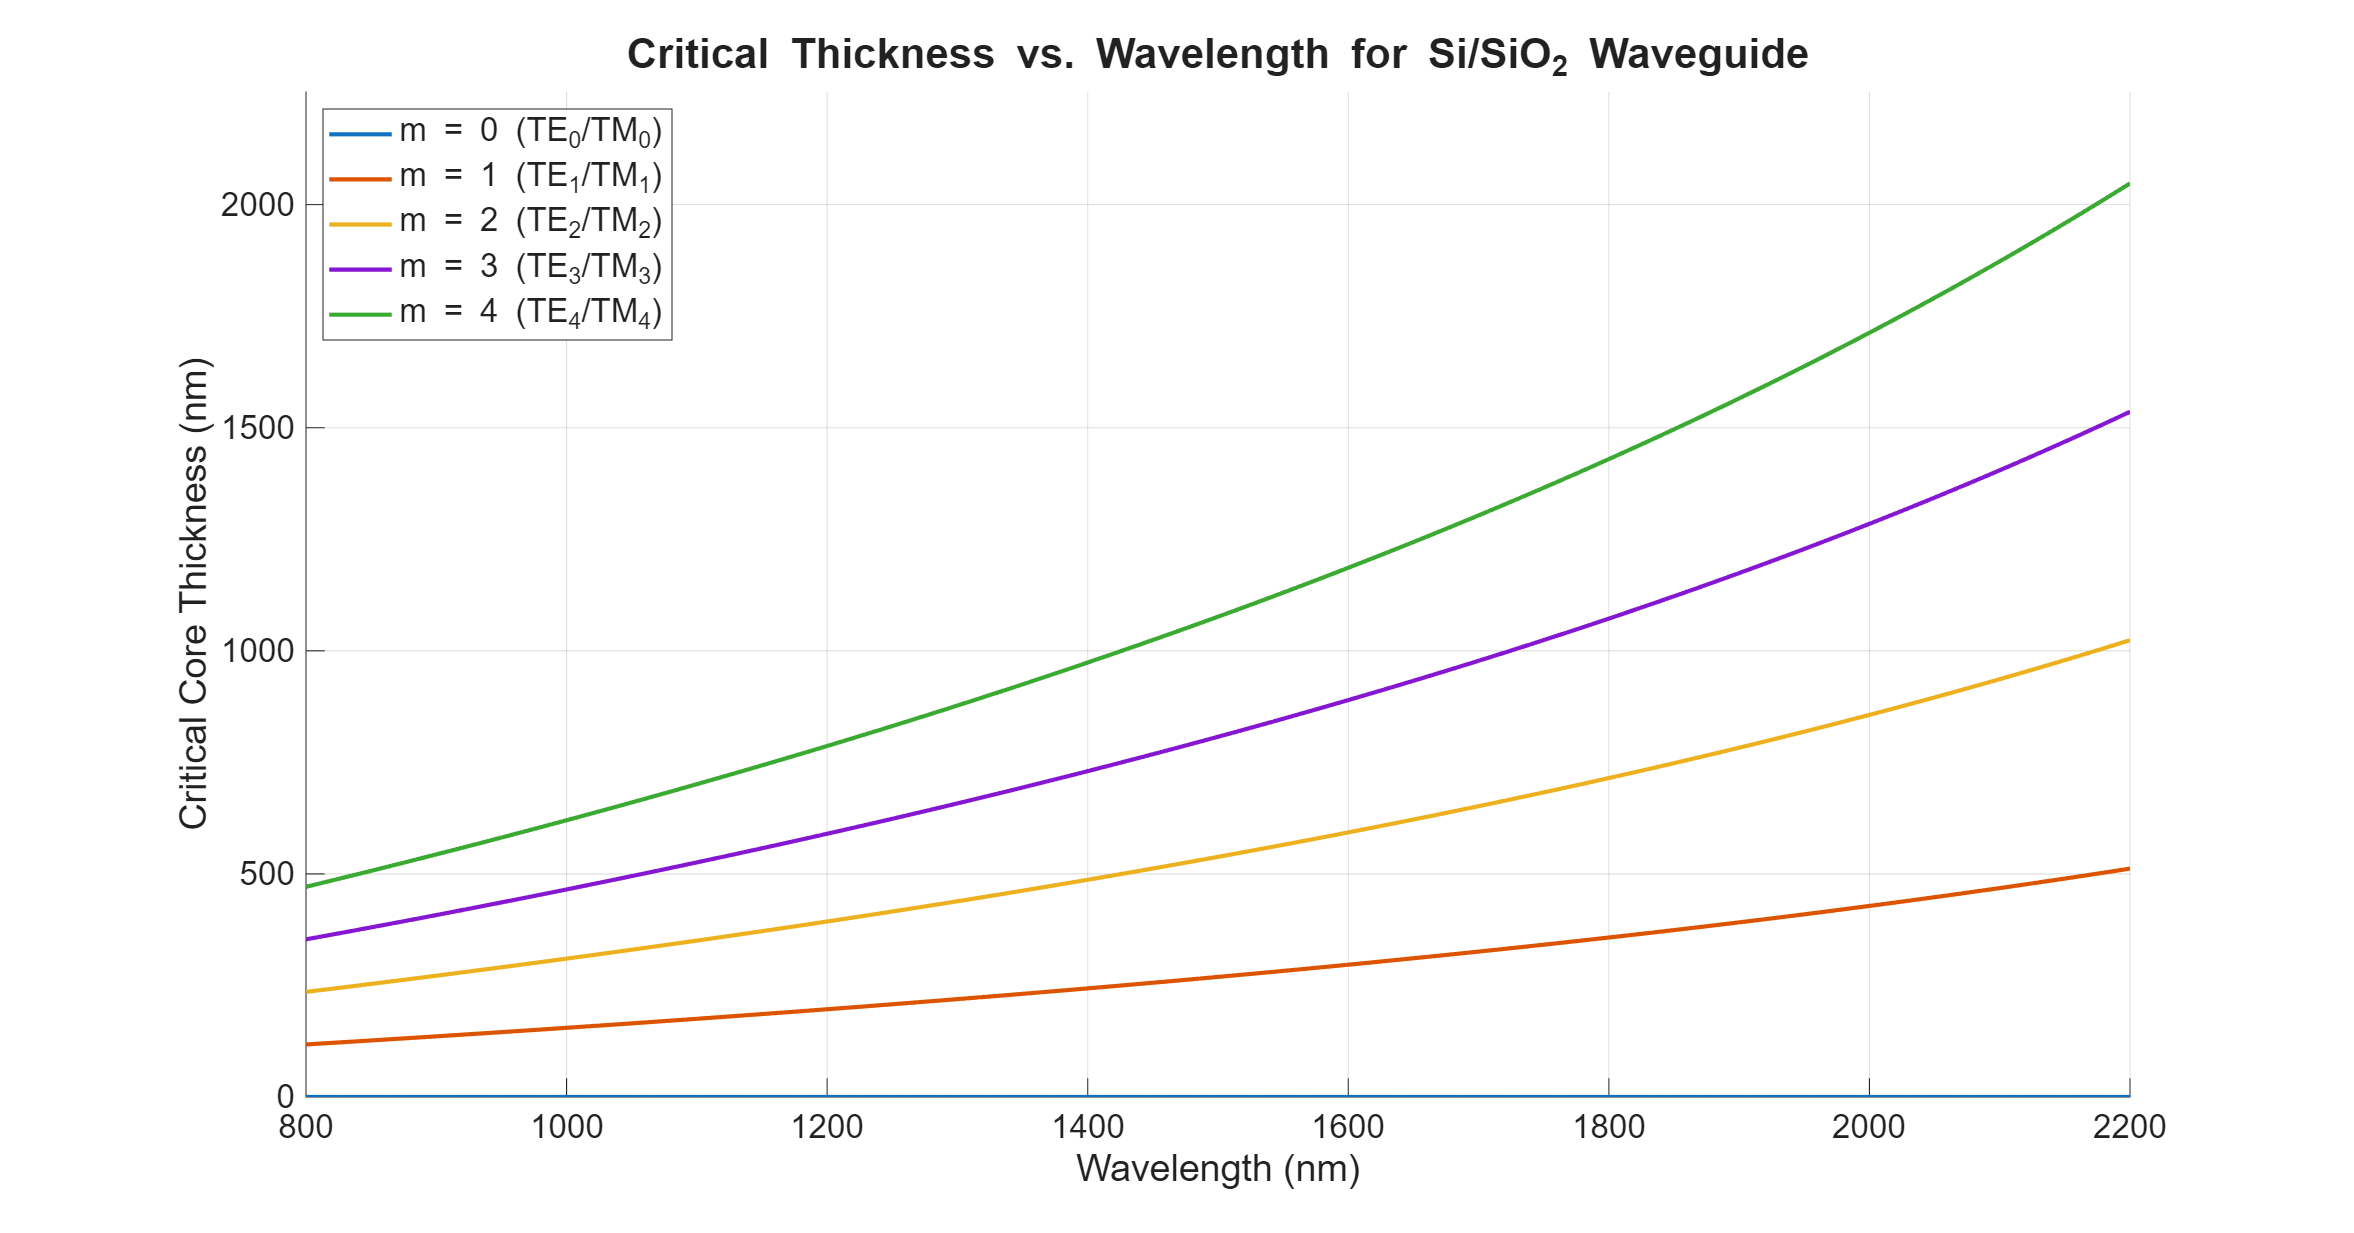 Critical Thickness vs. Wavelength for Si/SiO₂ Waveguide
m = 0 (TE₀/TM₀)
m = 1 (TE₁/TM₁)
m = 2 (TE₂/TM₂)
m = 3 (TE₃/TM₃)
m = 4 (TE₄/TM₄)
Critical Core Thickness (nm)
2000
1500
1000
500
0
800 1000 1200 1400 1600 1800 2000 2200
Wavelength (nm)